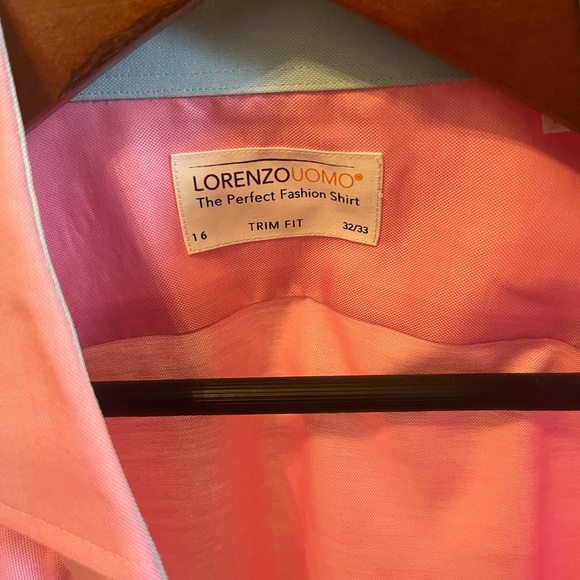 LORENZOUOMO®
The Perfect Fashion Shirt
16 TRIM FIT 32/33